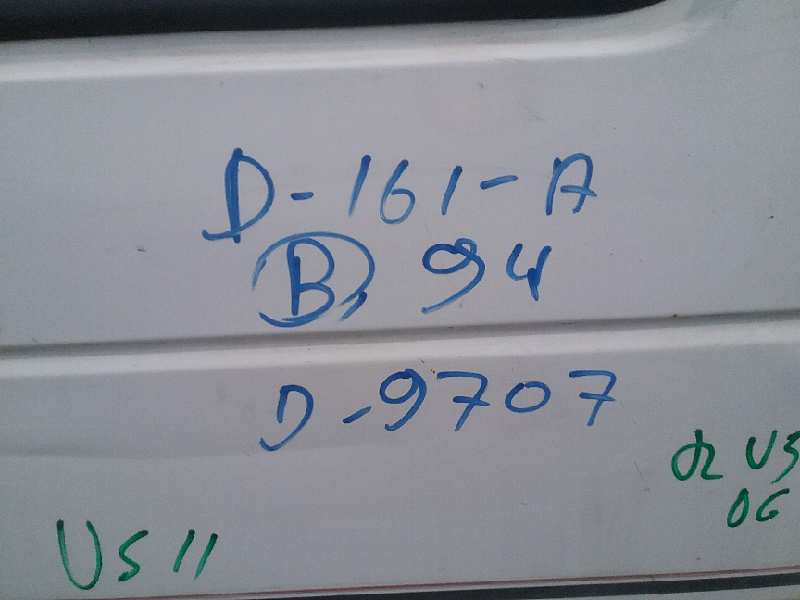 D-161-A
B, 94
D-9707
US
06
US 11